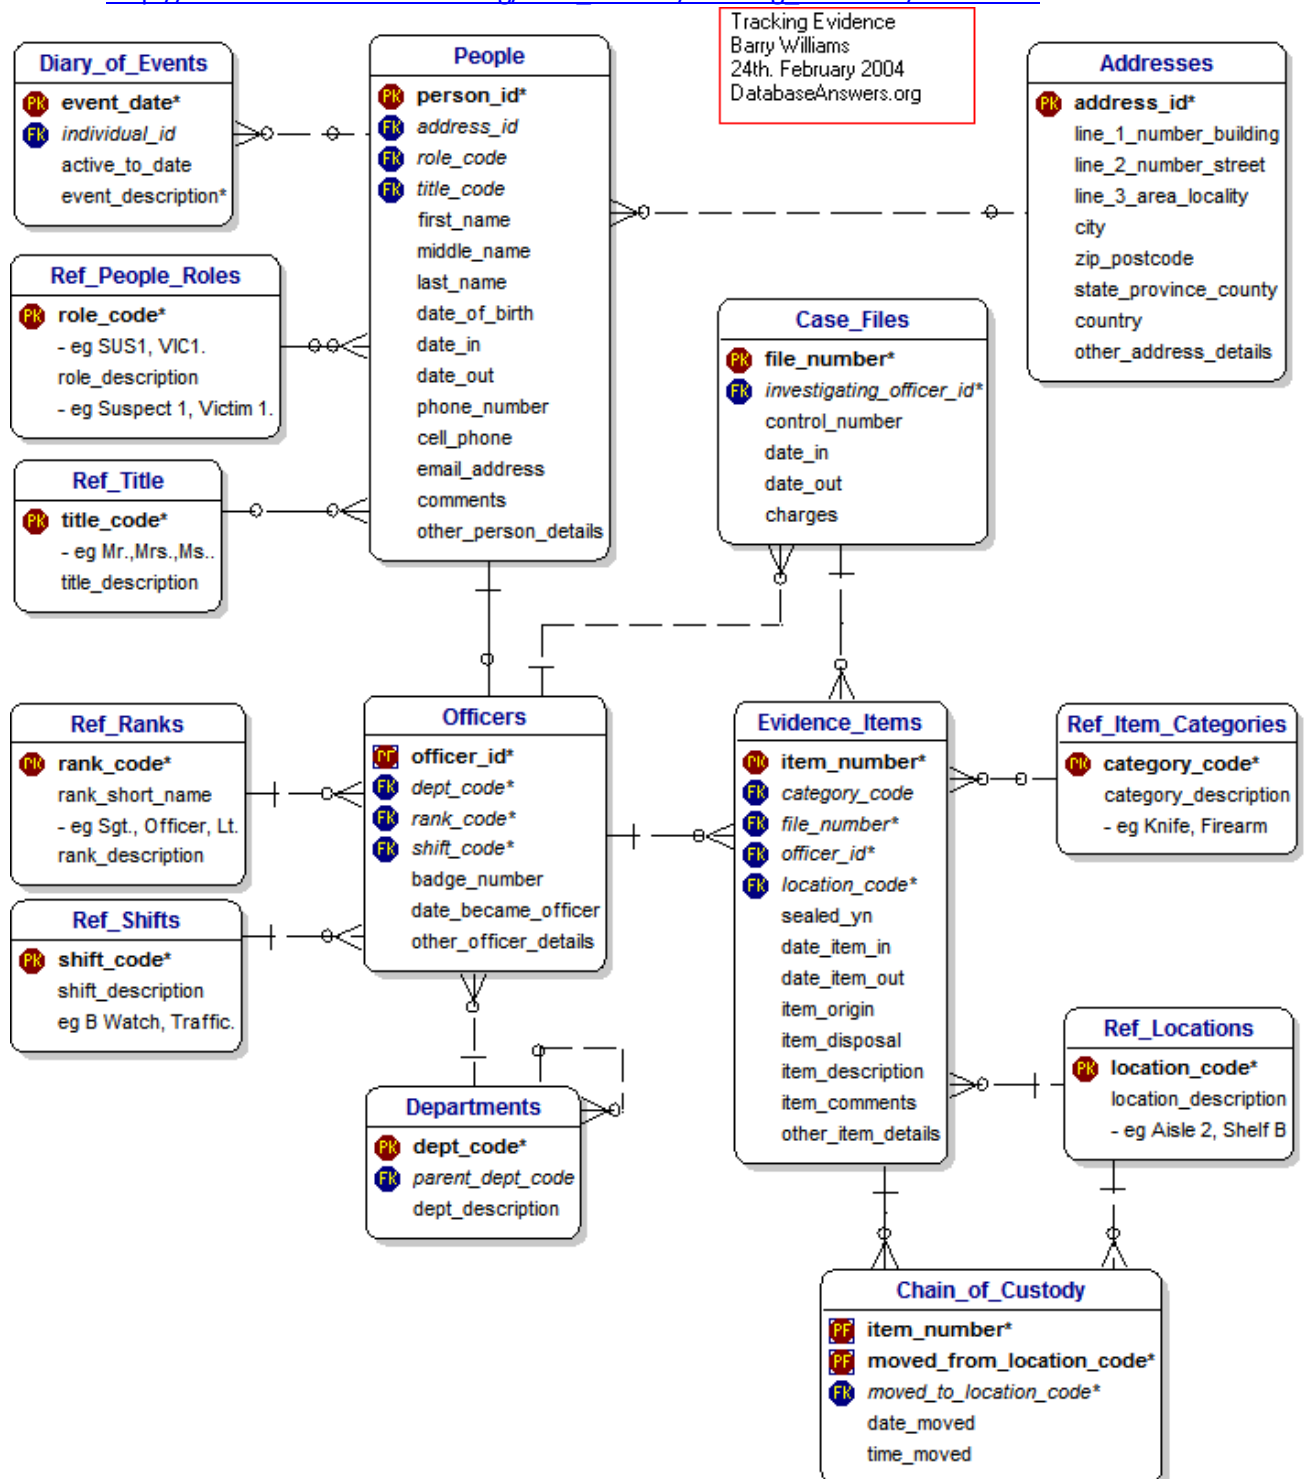 Tracking Evidence
Barry Williams
24th. February 2004
DatabaseAnswers.org
Diary_of_Events
PK event_date*
FK individual_id
active_to_date
event_description*
People
PK person_id*
FK address_id
FK role_code
FK title_code
first_name
middle_name
last_name
date_of_birth
date_in
date_out
phone_number
cell_phone
email_address
comments
other_person_details
Addresses
PK address_id*
line_1_number_building
line_2_number_street
line_3_area_locality
city
zip_postcode
state_province_county
country
other_address_details
Ref_People_Roles
PK role_code*
- eg SUS1, VIC1.
role_description
- eg Suspect 1, Victim 1.
Case_Files
PK file_number*
FK investigating_officer_id*
control_number
date_in
date_out
charges
Ref_Title
PK title_code*
- eg Mr.,Mrs.,Ms..
title_description
Ref_Ranks
PK rank_code*
rank_short_name
- eg Sgt., Officer, Lt.
rank_description
Officers
PF officer_id*
FK dept_code*
FK rank_code*
FK shift_code*
badge_number
date_became_officer
other_officer_details
Evidence_Items
PK item_number*
FK category_code
FK file_number*
FK officer_id*
FK location_code*
sealed_yn
date_item_in
date_item_out
item_origin
item_disposal
item_description
item_comments
other_item_details
Ref_Item_Categories
PK category_code*
category_description
- eg Knife, Firearm
Ref_Shifts
PK shift_code*
shift_description
eg B Watch, Traffic.
Ref_Locations
PK location_code*
location_description
- eg Aisle 2, Shelf B
Departments
PK dept_code*
FK parent_dept_code
dept_description
Chain_of_Custody
PF item_number*
PF moved_from_location_code*
FK moved_to_location_code*
date_moved
time_moved